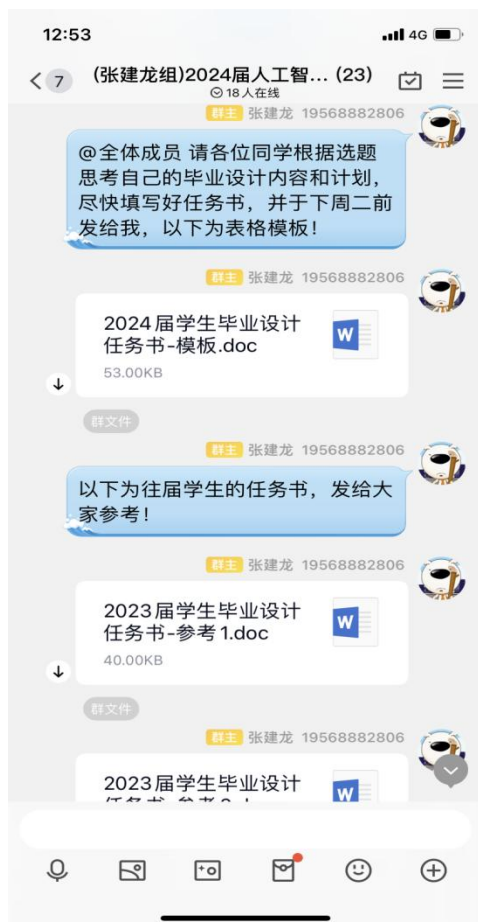 12:53
4G
7
(张建龙组)2024届人工智... (23)
18人在线
群主 张建龙 19568882806
@全体成员 请各位同学根据选题
思考自己的毕业设计内容和计划,
尽快填写好任务书，并于下周二前
发给我，以下为表格模板！
群主 张建龙 19568882806
2024届学生毕业设计
任务书-模板.doc
W
53.00KB
群文件
群主 张建龙 19568882806
以下为往届学生的任务书，发给大
家参考！
群主 张建龙 19568882806
2023届学生毕业设计
任务书-参考1.doc
W
40.00KB
群文件
群主 张建龙 19568882806
2023届学生毕业设计
W